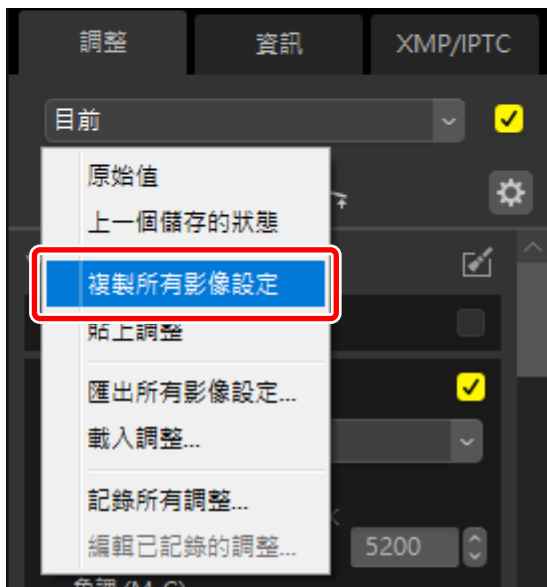 調整 資訊 XMP/IPTC
目前
原始值
上一個儲存的狀態
複製所有影像設定
貼上調整
匯出所有影像設定...
載入調整...
記錄所有調整...
編輯已記錄的調整...
5200
色調 (M-G)